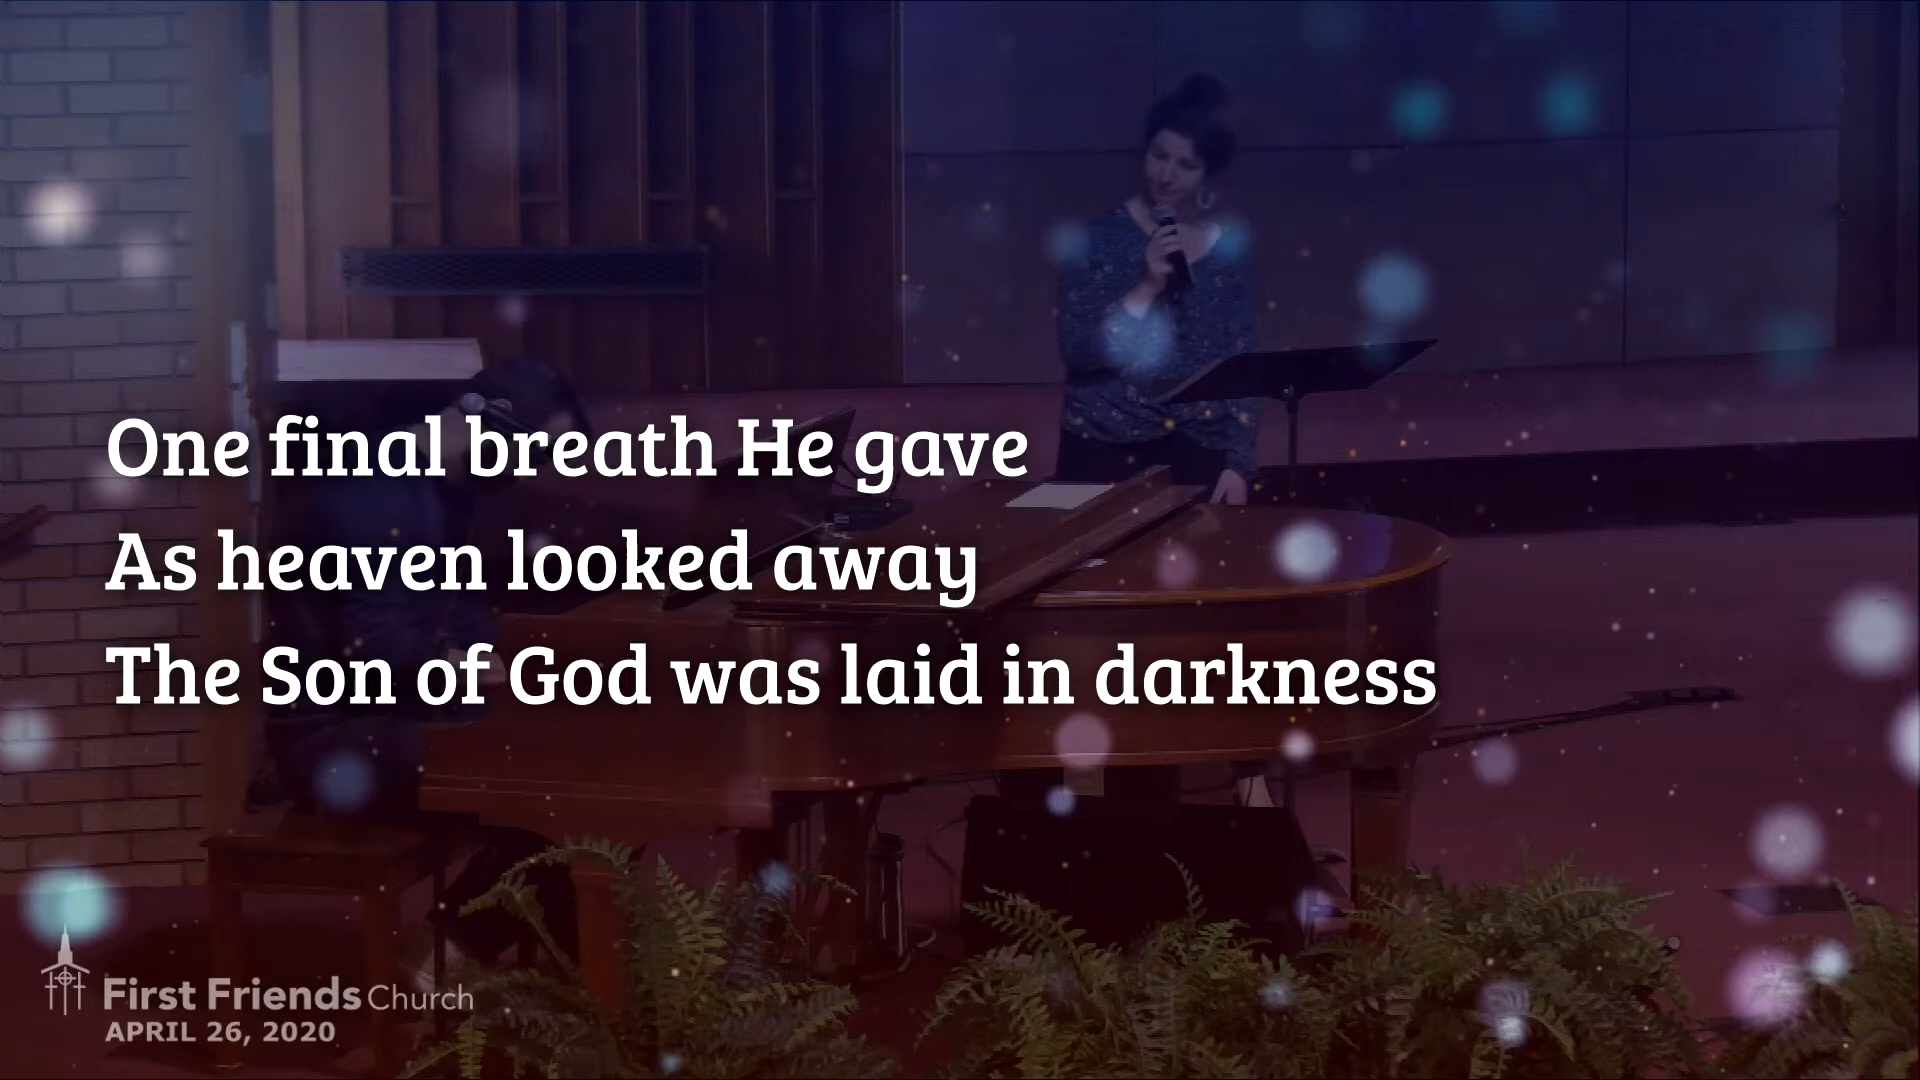 One final breath He gave
As heaven looked away
The Son of God was laid in darkness
First Friends Church
APRIL 26, 2020